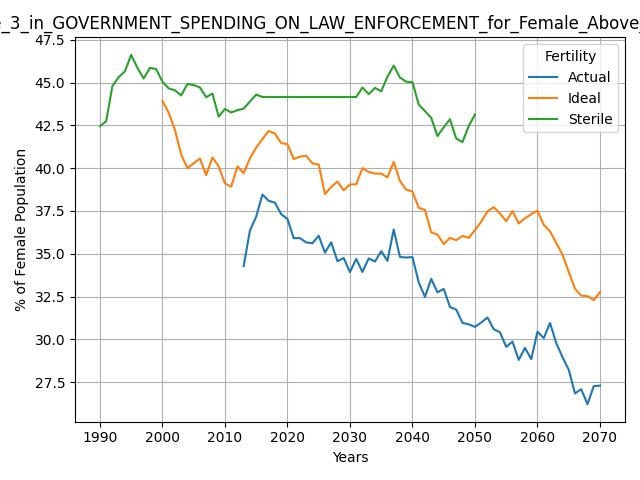 _3_in_GOVERNMENT_SPENDING_ON_LAW_ENFORCEMENT_for_Female_Above_
47.5
45.0
42.5
40.0
37.5
35.0
32.5
30.0
27.5
% of Female Population
Fertility
Actual
Ideal
Sterile
1990 2000 2010 2020 2030 2040 2050 2060 2070
Years